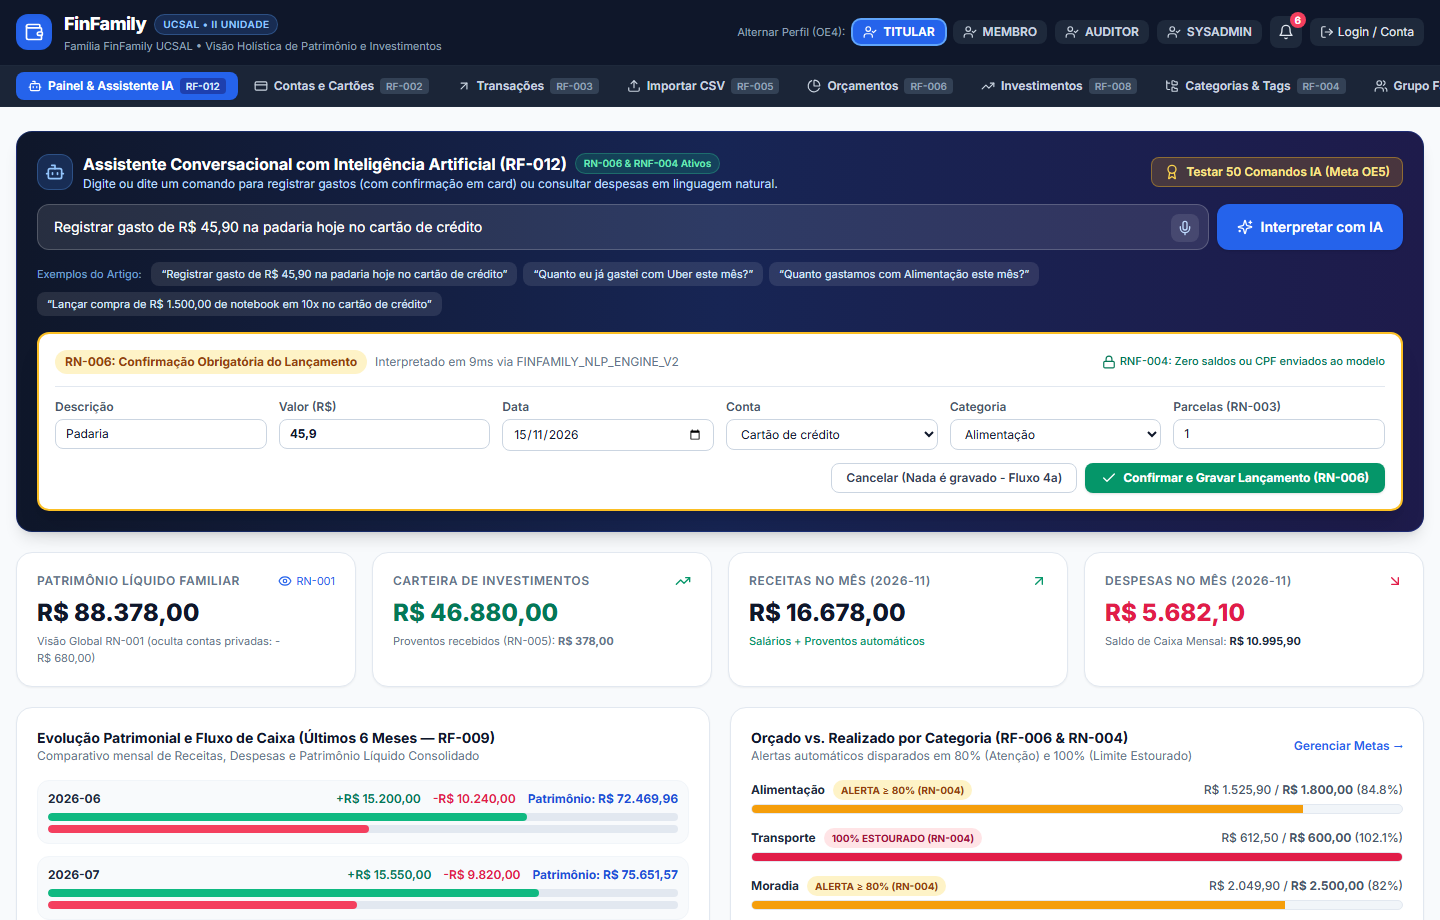 FinFamily UCSAL • II UNIDADE
Família FinFamily UCSAL • Visão Holística de Patrimônio e Investimentos
Alternar Perfil (OE4): TITULAR MEMBRO AUDITOR SYSADMIN 6 Login / Conta
Painel & Assistente IA RF-012 Contas e Cartões RF-002 Transações RF-003 Importar CSV RF-005 Orçamentos RF-006 Investimentos RF-008 Categorias & Tags RF-004 Grupo F
Assistente Conversacional com Inteligência Artificial (RF-012) RN-006 & RNF-004 Ativos
Digite ou dite um comando para registrar gastos (com confirmação em card) ou consultar despesas em linguagem natural.
Testar 50 Comandos IA (Meta OE5)
Registrar gasto de R$ 45,90 na padaria hoje no cartão de crédito
Interpretar com IA
Exemplos do Artigo: "Registrar gasto de R$ 45,90 na padaria hoje no cartão de crédito" "Quanto eu já gastei com Uber este mês?" "Quanto gastamos com Alimentação este mês?"
"Lançar compra de R$ 1.500,00 de notebook em 10x no cartão de crédito"
RN-006: Confirmação Obrigatória do Lançamento Interpretado em 9ms via FINFAMILY_NLP_ENGINE_V2
RNF-004: Zero saldos ou CPF enviados ao modelo
Descrição Valor (R$) Data Conta Categoria Parcelas (RN-003)
Padaria 45,9 15/11/2026 Cartão de crédito Alimentação 1
Cancelar (Nada é gravado - Fluxo 4a) Confirmar e Gravar Lançamento (RN-006)
PATRIMÔNIO LÍQUIDO FAMILIAR RN-001
R$ 88.378,00
Visão Global RN-001 (oculta contas privadas: -
R$ 680,00)
CARTEIRA DE INVESTIMENTOS
R$ 46.880,00
Proventos recebidos (RN-005): R$ 378,00
RECEITAS NO MÊS (2026-11)
R$ 16.678,00
Salários + Proventos automáticos
DESPESAS NO MÊS (2026-11)
R$ 5.682,10
Saldo de Caixa Mensal: R$ 10.995,90
Evolução Patrimonial e Fluxo de Caixa (Últimos 6 Meses — RF-009)
Comparativo mensal de Receitas, Despesas e Patrimônio Líquido Consolidado
2026-06 +R$ 15.200,00 -R$ 10.240,00 Patrimônio: R$ 72.469,96
2026-07 +R$ 15.550,00 -R$ 9.820,00 Patrimônio: R$ 75.651,57
Orçado vs. Realizado por Categoria (RF-006 & RN-004)
Alertas automáticos disparados em 80% (Atenção) e 100% (Limite Estourado)
Gerenciar Metas →
Alimentação ALERTA ≥ 80% (RN-004) R$ 1.525,90 / R$ 1.800,00 (84.8%)
Transporte 100% ESTOURADO (RN-004) R$ 612,50 / R$ 600,00 (102.1%)
Moradia ALERTA ≥ 80% (RN-004) R$ 2.049,90 / R$ 2.500,00 (82%)